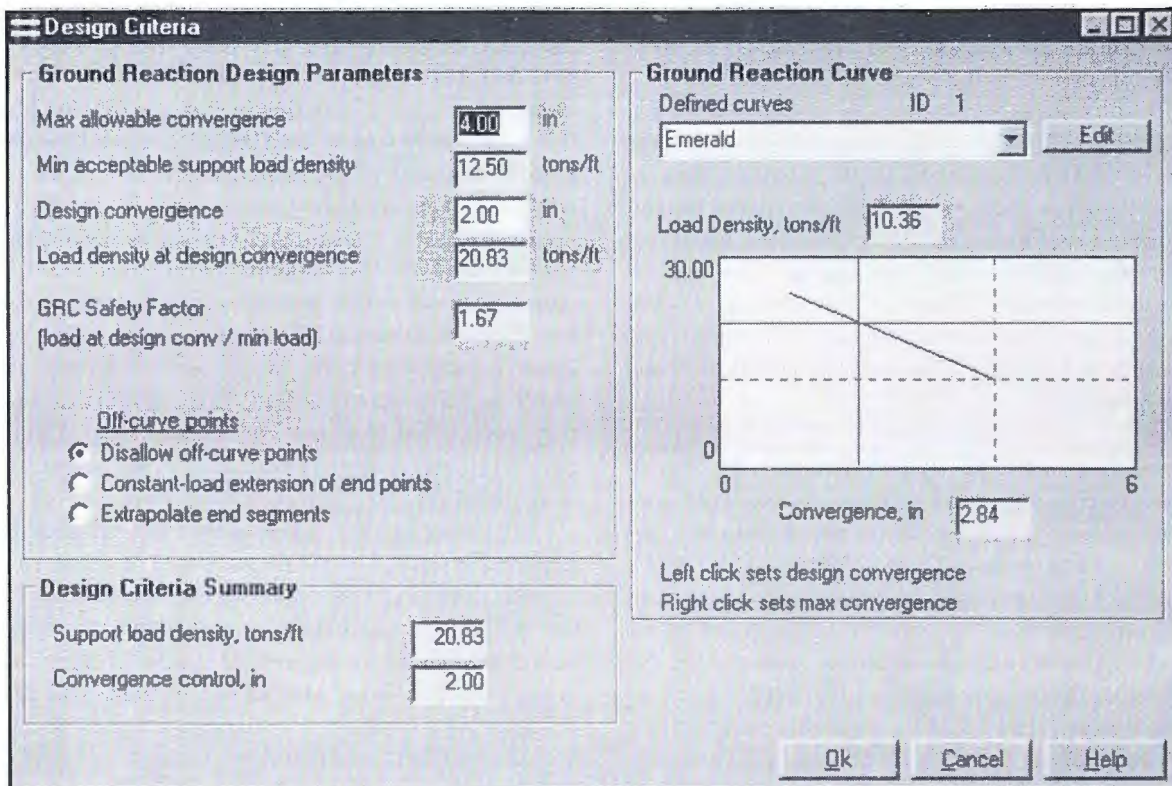 Design Criteria
Ground Reaction Design Parameters
Max allowable convergence 4.00 in
Min acceptable support load density 12.50 tons/ft
Design convergence 2.00 in
Load density at design convergence 20.83 tons/ft
GRC Safety Factor
(load at design conv / min load) 1.67
Off-curve points
Disallow off-curve points
Constant-load extension of end points
Extrapolate end segments
Design Criteria Summary
Support load density, tons/ft 20.83
Convergence control, in 2.00
Ground Reaction Curve
Defined curves ID 1
Emerald Edit
Load Density, tons/ft 10.36
30.00
0
0 6
Convergence, in 2.84
Left click sets design convergence
Right click sets max convergence
Ok Cancel Help